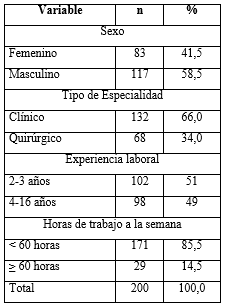 Variable n %
Sexo
Femenino 83 41,5
Masculino 117 58,5
Tipo de Especialidad
Clínico 132 66,0
Quirúrgico 68 34,0
Experiencia laboral
2-3 años 102 51
4-16 años 98 49
Horas de trabajo a la semana
< 60 horas 171 85,5
≥ 60 horas 29 14,5
Total 200 100,0